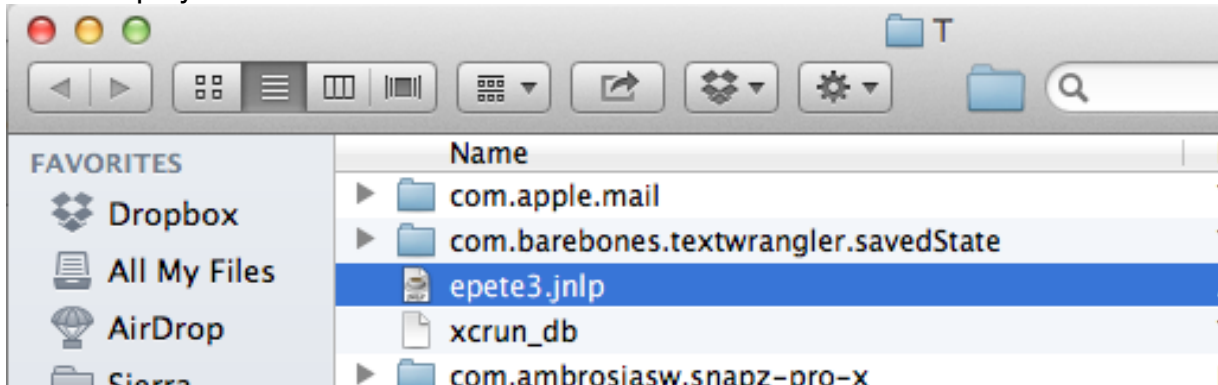 T
FAVORITES
Dropbox
All My Files
AirDrop
Sierra
Name
com.apple.mail
com.barebones.textwrangler.savedState
epete3.jnlp
xcrun_db
com.ambrosiasw.snapz-pro-x